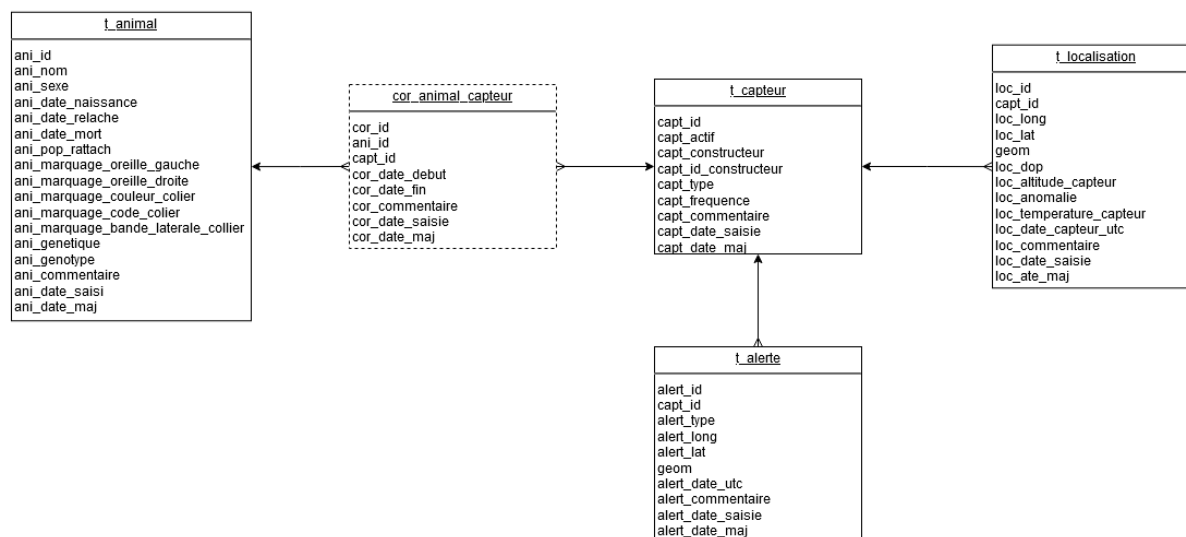 t_animal
ani_id
ani_nom
ani_sexe
ani_date_naissance
ani_date_relache
ani_date_mort
ani_pop_rattach
ani_marquage_oreille_gauche
ani_marquage_oreille_droite
ani_marquage_couleur_colier
ani_marquage_code_colier
ani_marquage_bande_laterale_collier
ani_genetique
ani_genotype
ani_commentaire
ani_date_saisi
ani_date_maj
cor_animal_capteur
cor_id
ani_id
capt_id
cor_date_debut
cor_date_fin
cor_commentaire
cor_date_saisie
cor_date_maj
t_capteur
capt_id
capt_actif
capt_constructeur
capt_id_constructeur
capt_type
capt_frequence
capt_commentaire
capt_date_saisie
capt_date_maj
t_localisation
loc_id
capt_id
loc_long
loc_lat
geom
loc_dop
loc_altitude_capteur
loc_anomalie
loc_temperature_capteur
loc_date_capteur_utc
loc_commentaire
loc_date_saisie
loc_ate_maj
t_alerte
alert_id
capt_id
alert_type
alert_long
alert_lat
geom
alert_date_utc
alert_commentaire
alert_date_saisie
alert_date_maj